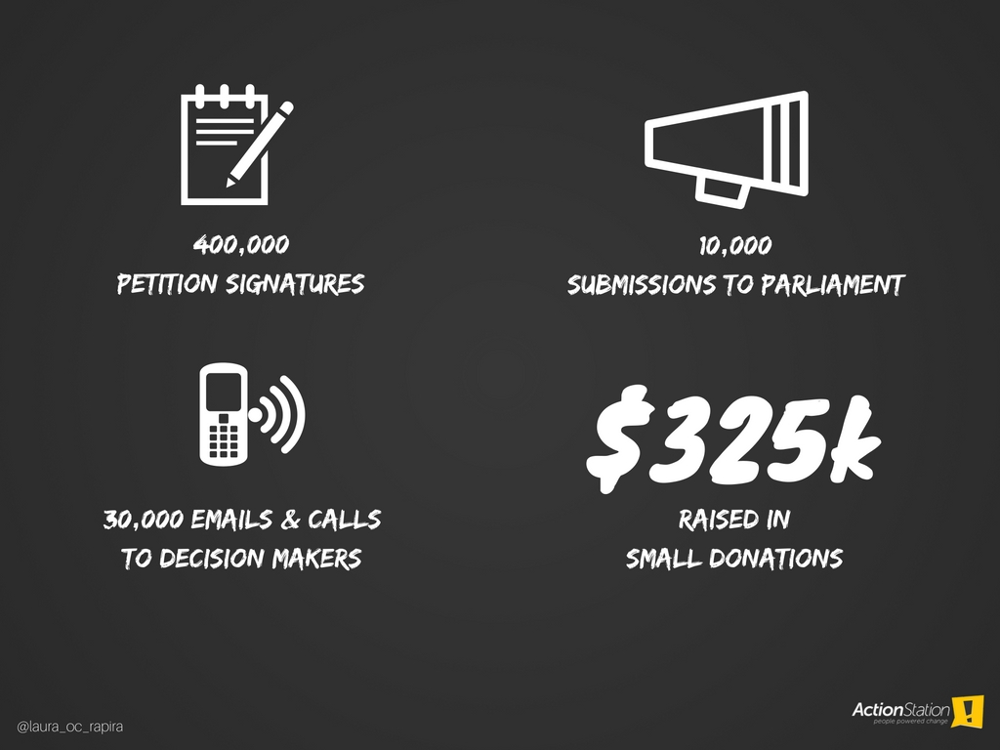 400,000
PETITION SIGNATURES
10,000
SUBMISSIONS TO PARLIAMENT
30,000 EMAILS & CALLS
TO DECISION MAKERS
$325k
RAISED IN
SMALL DONATIONS
@laura_oc_rapira
ActionStation
people powered change